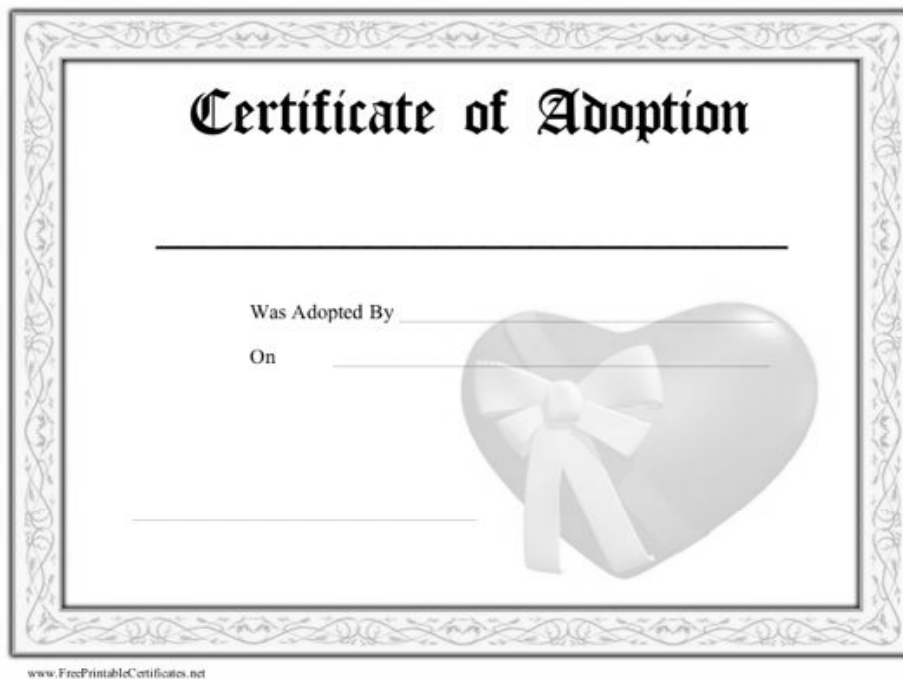 Certificate of Adoption
Was Adopted By
On
www.FreePrintableCertificates.net